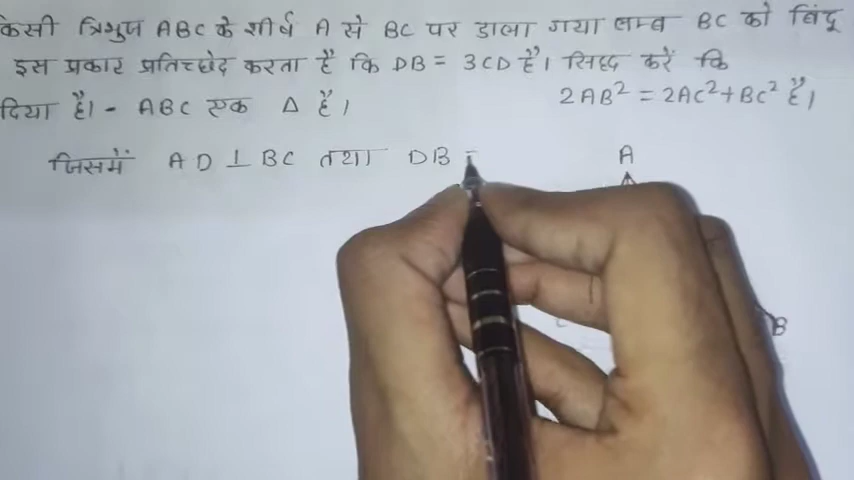 केसी त्रिभुज ABC के शीर्ष A से BC पर डाला गया लम्ब BC को बिंदू
इस प्रकार प्रतिच्छेद करता है कि DB = 3CD है। सिद्ध करें कि
2AB² = 2AC² + BC² है।
दिया है। - ABC एक Δ है।
जिसमें AD ⊥ BC तथा DB =
A
C
B